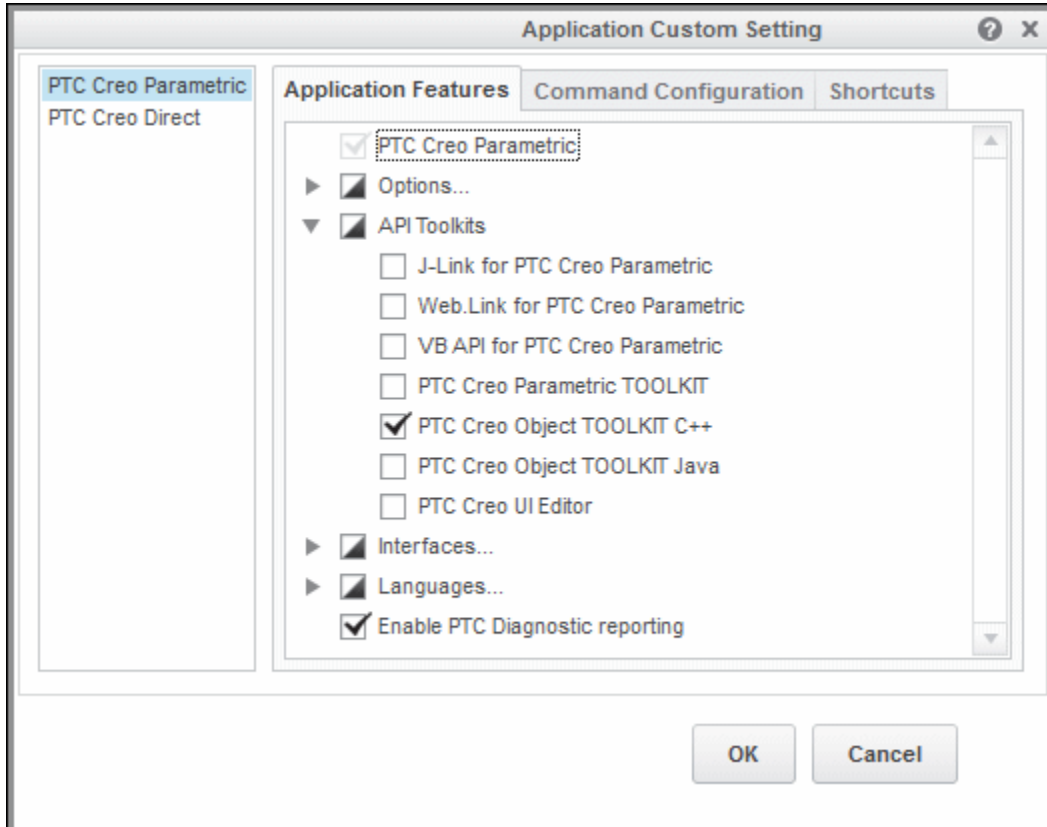 Application Custom Setting
PTC Creo Parametric
PTC Creo Direct
Application Features Command Configuration Shortcuts
PTC Creo Parametric
Options...
API Toolkits
J-Link for PTC Creo Parametric
Web.Link for PTC Creo Parametric
VB API for PTC Creo Parametric
PTC Creo Parametric TOOLKIT
PTC Creo Object TOOLKIT C++
PTC Creo Object TOOLKIT Java
PTC Creo UI Editor
Interfaces...
Languages...
Enable PTC Diagnostic reporting
OK Cancel